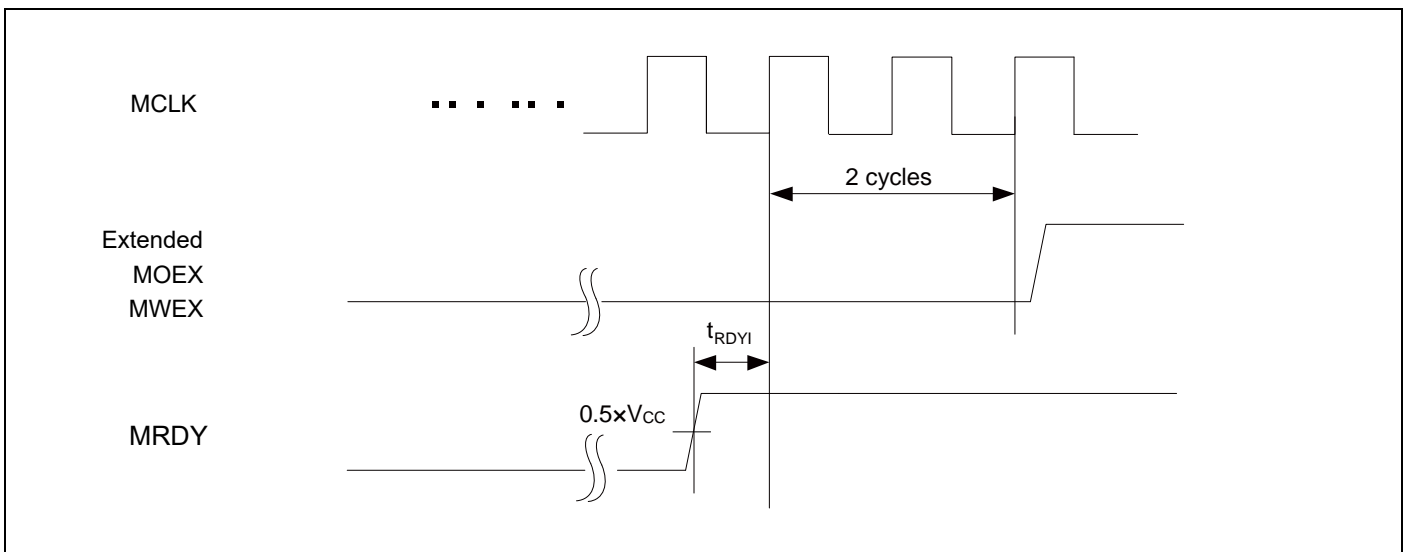 MCLK
2 cycles
Extended
MOEX
MWEX
tRDYI
0.5×VCC
MRDY